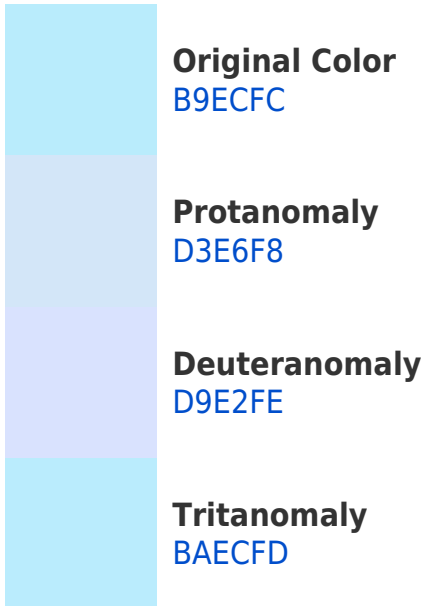 Original Color
B9ECFC
Protanomaly
D3E6F8
Deuteranomaly
D9E2FE
Tritanomaly
BAECFD